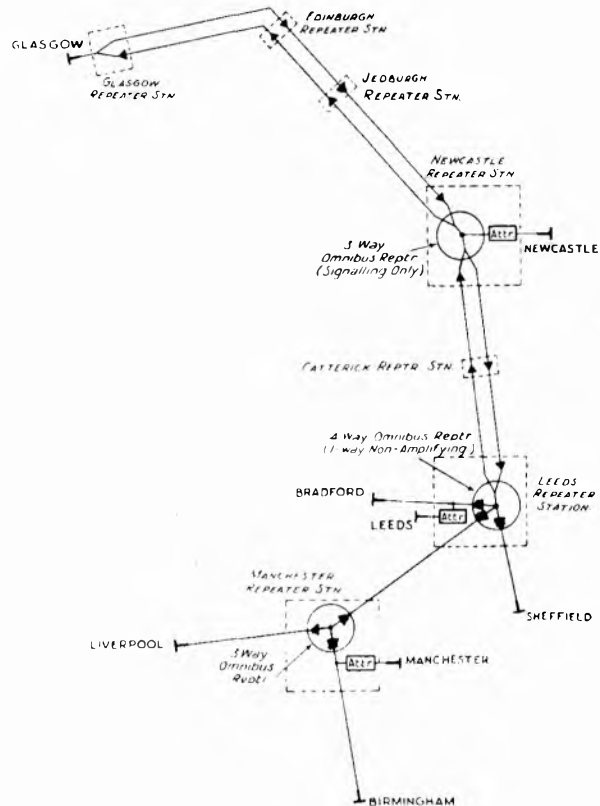 EDINBURGH
REPEATER STN
GLASGOW
GLASGOW
REPEATER STN
JEDBURGH
REPEATER STN.
NEWCASTLE
REPEATER STN
Attr
NEWCASTLE
3 Way
Omnibus Reptr
(Signalling Only)
CATTERICK REPTR STN.
4 Way Omnibus Reptr
(1-way Non-Amplifying)
LEEDS
REPEATER
STATION.
BRADFORD
LEEDS
Attr
SHEFFIELD
MANCHESTER
REPEATER STN
LIVERPOOL
3 Way
Omnibus
Reptr
Attr
MANCHESTER
BIRMINGHAM